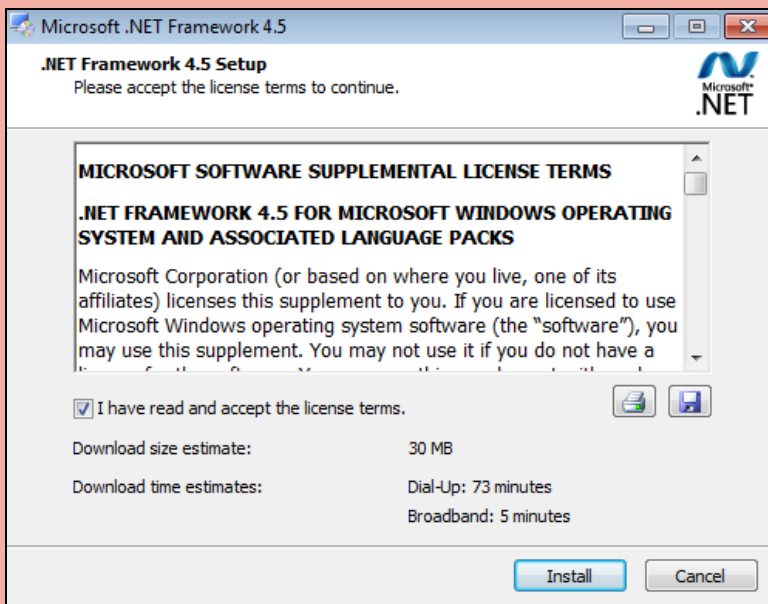 Microsoft .NET Framework 4.5
.NET Framework 4.5 Setup
Please accept the license terms to continue.
Microsoft®
.NET
MICROSOFT SOFTWARE SUPPLEMENTAL LICENSE TERMS
.NET FRAMEWORK 4.5 FOR MICROSOFT WINDOWS OPERATING
SYSTEM AND ASSOCIATED LANGUAGE PACKS
Microsoft Corporation (or based on where you live, one of its
affiliates) licenses this supplement to you. If you are licensed to use
Microsoft Windows operating system software (the “software”), you
may use this supplement. You may not use it if you do not have a
I have read and accept the license terms.
Download size estimate: 30 MB
Download time estimates: Dial-Up: 73 minutes
Broadband: 5 minutes
Install Cancel